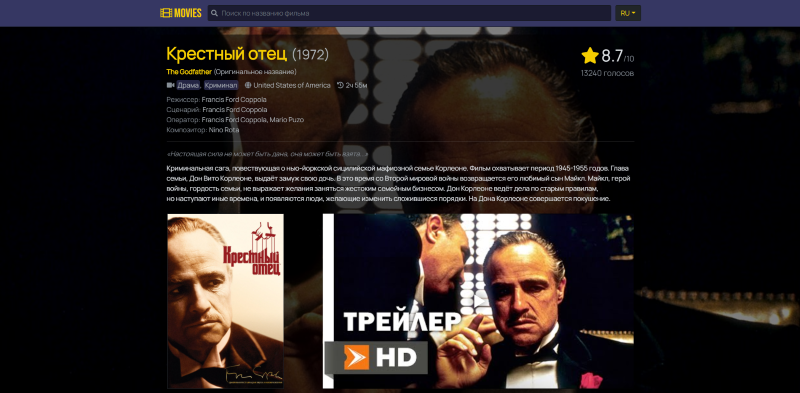 MOVIES
Поиск по названию фильма
RU
Крестный отец (1972)
8.7/10
The Godfather (Оригинальное название)
13240 голосов
Драма, Криминал United States of America 2ч 55м
Режиссер: Francis Ford Coppola
Сценарий: Francis Ford Coppola
Оператор: Francis Ford Coppola, Mario Puzo
Композитор: Nino Rota
«Настоящая сила не может быть дана, она может быть взята...»
Криминальная сага, повествующая о нью-йоркской сицилийской мафиозной семье Корлеоне. Фильм охватывает период 1945-1955 годов. Глава
семьи, Дон Вито Корлеоне, выдаёт замуж свою дочь. В это время со Второй мировой войны возвращается его любимый сын Майкл. Майкл, герой
войны, гордость семьи, не выражает желания заняться жестоким семейным бизнесом. Дон Корлеоне ведёт дела по старым правилам,
но наступают иные времена, и появляются люди, желающие изменить сложившиеся порядки. На Дона Корлеоне совершается покушение.
Крестный
отец
ТРЕЙЛЕР
HD